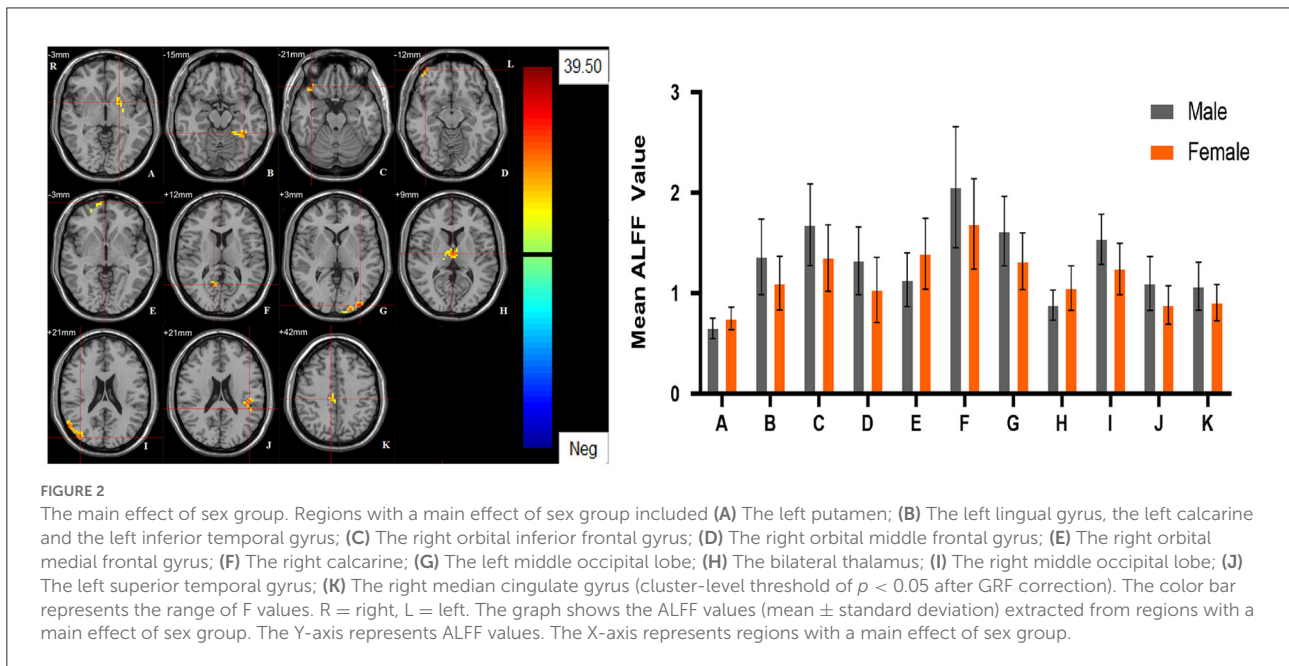 -3mm
-15mm
-21mm
-12mm
R
L
A
B
C
D
-3mm
+12mm
+3mm
+9mm
E
F
G
H
+21mm
+21mm
+42mm
I
J
K
39.50
Neg
Mean ALFF Value
3
2
1
0
Male
Female
A B C D E F G H I J K
FIGURE 2
The main effect of sex group. Regions with a main effect of sex group included (A) The left putamen; (B) The left lingual gyrus, the left calcarine
and the left inferior temporal gyrus; (C) The right orbital inferior frontal gyrus; (D) The right orbital middle frontal gyrus; (E) The right orbital
medial frontal gyrus; (F) The right calcarine; (G) The left middle occipital lobe; (H) The bilateral thalamus; (I) The right middle occipital lobe; (J)
The left superior temporal gyrus; (K) The right median cingulate gyrus (cluster-level threshold of p < 0.05 after GRF correction). The color bar
represents the range of F values. R = right, L = left. The graph shows the ALFF values (mean ± standard deviation) extracted from regions with a
main effect of sex group. The Y-axis represents ALFF values. The X-axis represents regions with a main effect of sex group.